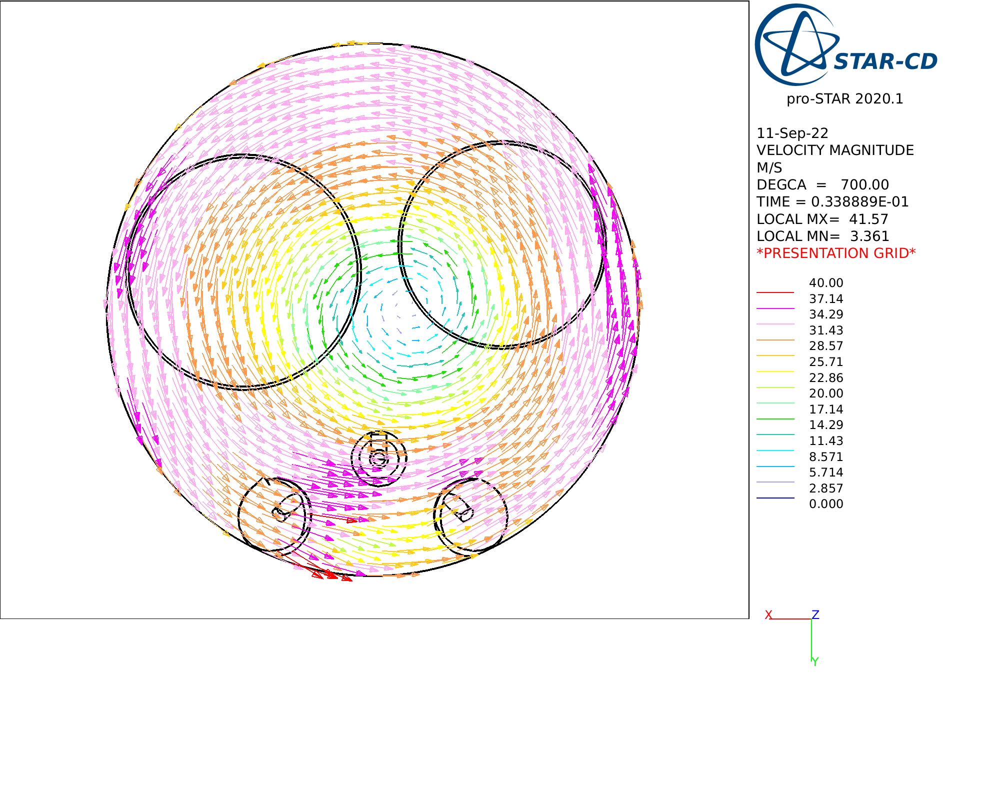 STAR-CD
pro-STAR 2020.1
11-Sep-22
VELOCITY MAGNITUDE
M/S
DEGCA = 700.00
TIME = 0.338889E-01
LOCAL MX= 41.57
LOCAL MN= 3.361
*PRESENTATION GRID*
40.00
37.14
34.29
31.43
28.57
25.71
22.86
20.00
17.14
14.29
11.43
8.571
5.714
2.857
0.000
X Z
Y